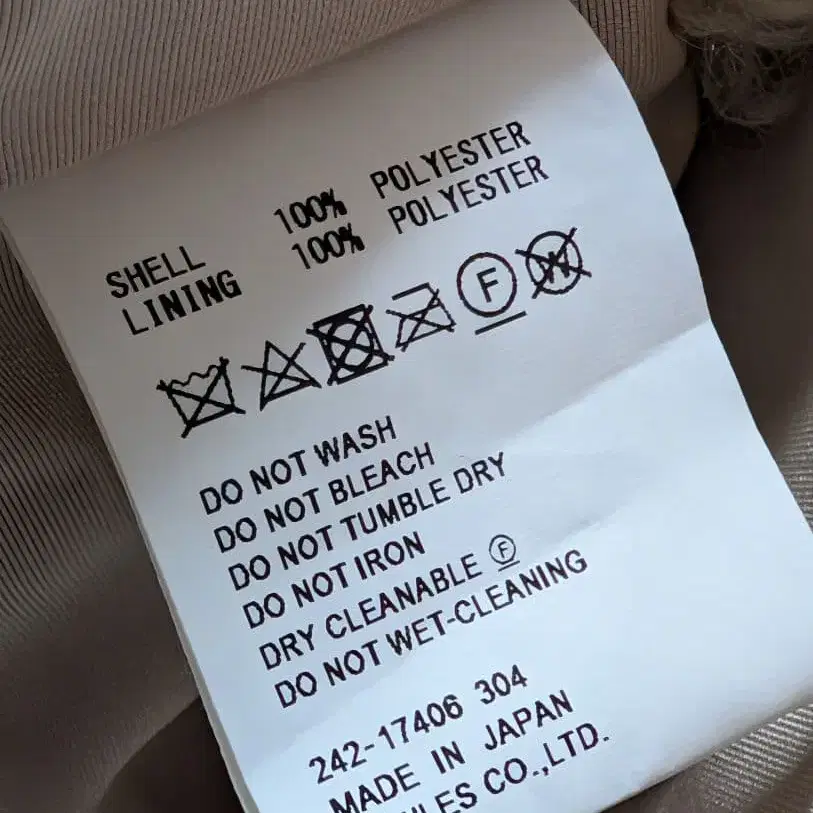 SHELL 100% POLYESTER
LINING 100% POLYESTER
F W
DO NOT WASH
DO NOT BLEACH
DO NOT TUMBLE DRY
DO NOT IRON
DRY CLEANABLE Ⓕ
DO NOT WET-CLEANING
242-17406 304
MADE IN JAPAN
CO.,LTD.